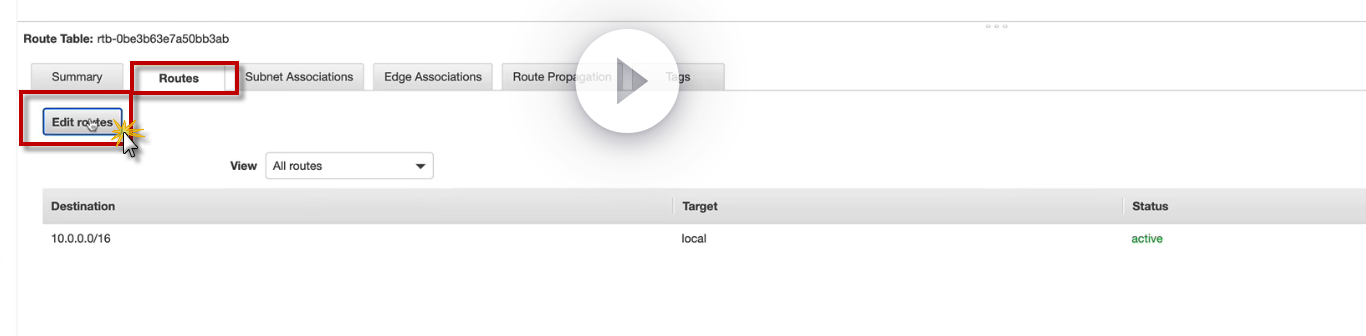 Route Table: rtb-0be3b63e7a50bb3ab
Summary Routes Subnet Associations Edge Associations Route Propagation Tags
Edit routes
View All routes
Destination Target Status
10.0.0.0/16 local active